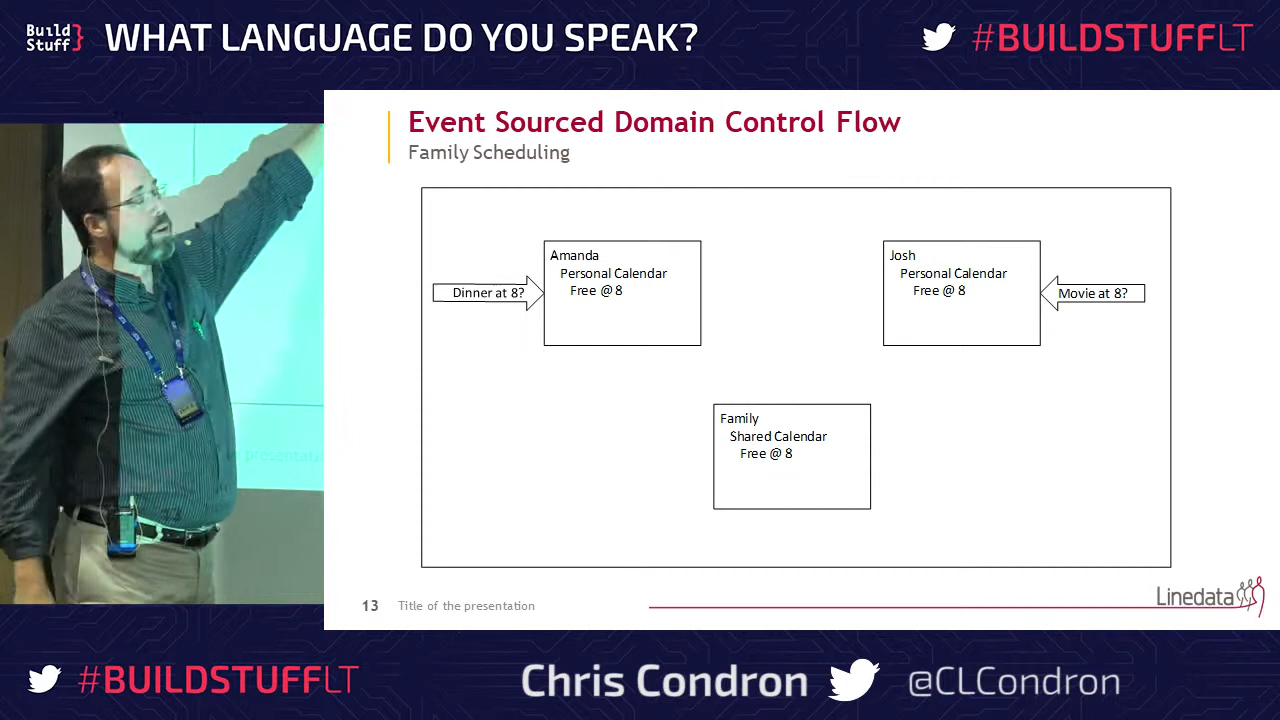 Build
Stuff}
WHAT LANGUAGE DO YOU SPEAK?
#BUILDSTUFFLT
Event Sourced Domain Control Flow
Family Scheduling
Amanda
Personal Calendar
Free @ 8
Dinner at 8?
Josh
Personal Calendar
Free @ 8
Movie at 8?
Family
Shared Calendar
Free @ 8
13 Title of the presentation
Linedata
#BUILDSTUFFLT
Chris Condron
@CLCondron